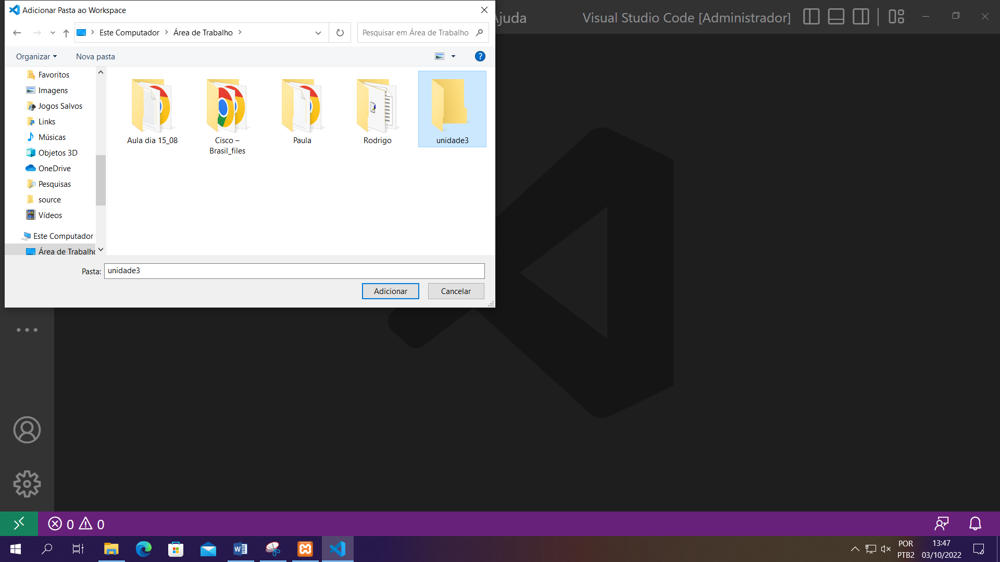 Adicionar Pasta ao Workspace
Este Computador
Área de Trabalho
Pesquisar em Área de Trabalho
Organizar
Nova pasta
Favoritos
Imagens
Jogos Salvos
Links
Músicas
Objetos 3D
OneDrive
Pesquisas
source
Vídeos
Este Computador
Área de Trabalho
Aula dia 15_08
Cisco –
Brasil_files
Paula
Rodrigo
unidade3
Pasta:
unidade3
Adicionar
Cancelar
Ajuda
Visual Studio Code [Administrador]
0
0
POR
PTB2
13:47
03/10/2022